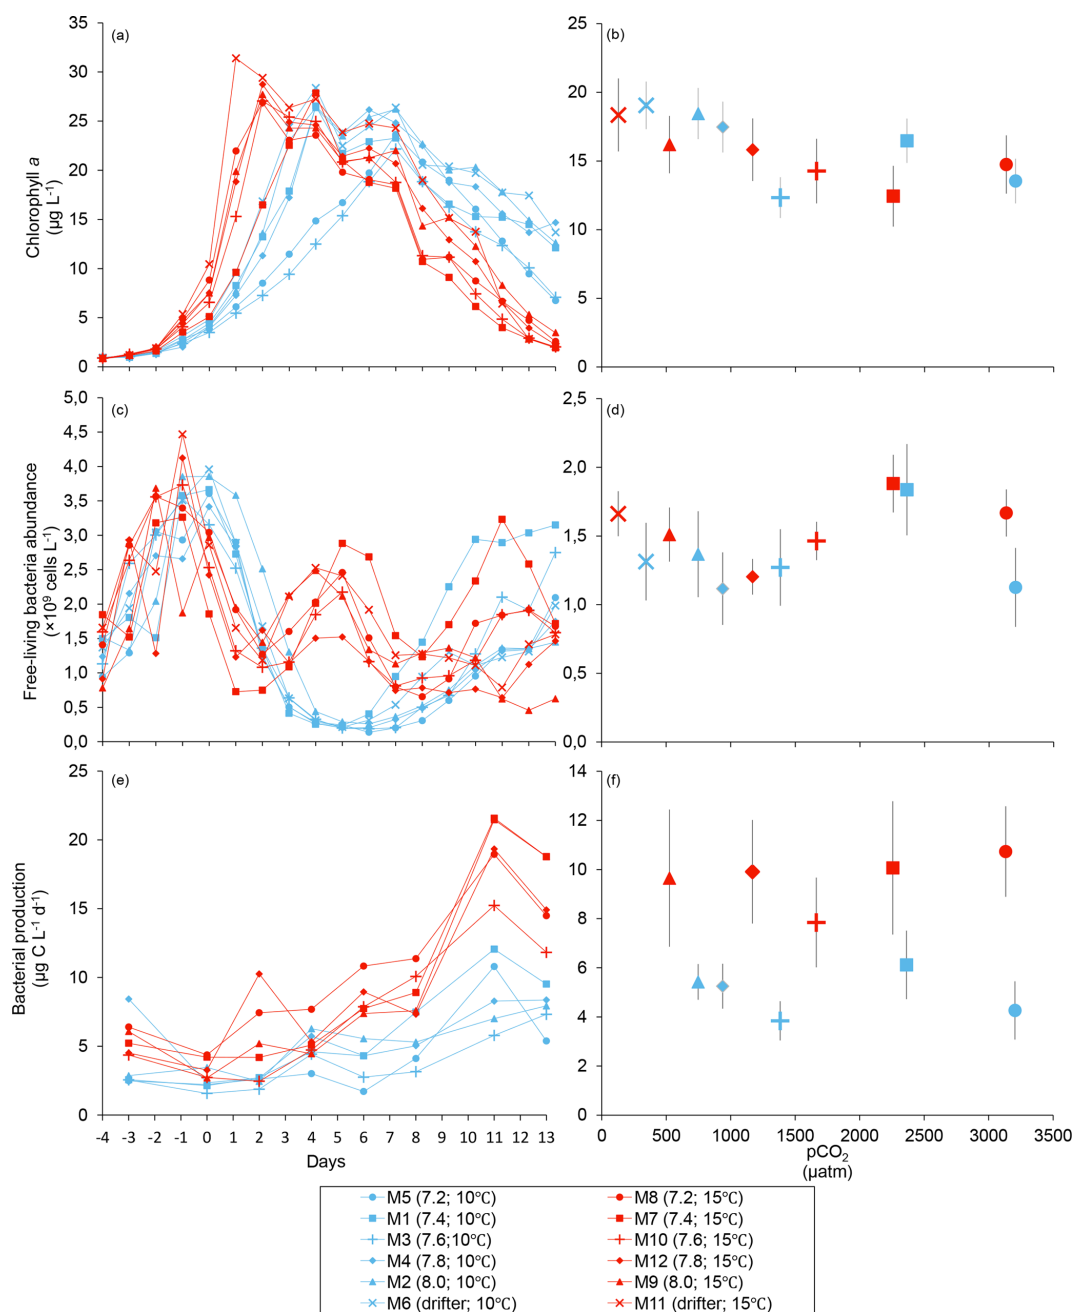 (a)
35
30
25
20
15
10
5
0
Chlorophyll a
(µg L-1)
(b)
25
20
15
10
5
0
(c)
5,0
4,5
4,0
3,5
3,0
2,5
2,0
1,5
1,0
0,5
0,0
Free-living bacteria abundance
(×10⁹ cells L-1)
(d)
2,5
2,0
1,5
1,0
0,5
0,0
(e)
25
20
15
10
5
0
Bacterial production
(µg C L-1 d-1)
-4 -3 -2 -1 0 1 2 3 4 5 6 7 8 9 10 11 12 13
Days
(f)
14
12
10
8
6
4
2
0
0 500 1000 1500 2000 2500 3000 3500
pCO₂
(µatm)
M5 (7.2; 10℃)
M1 (7.4; 10℃)
M3 (7.6;10℃)
M4 (7.8; 10℃)
M2 (8.0; 10℃)
M6 (drifter; 10℃)
M8 (7.2; 15℃)
M7 (7.4; 15℃)
M10 (7.6; 15℃)
M12 (7.8; 15℃)
M9 (8.0; 15℃)
M11 (drifter; 15℃)